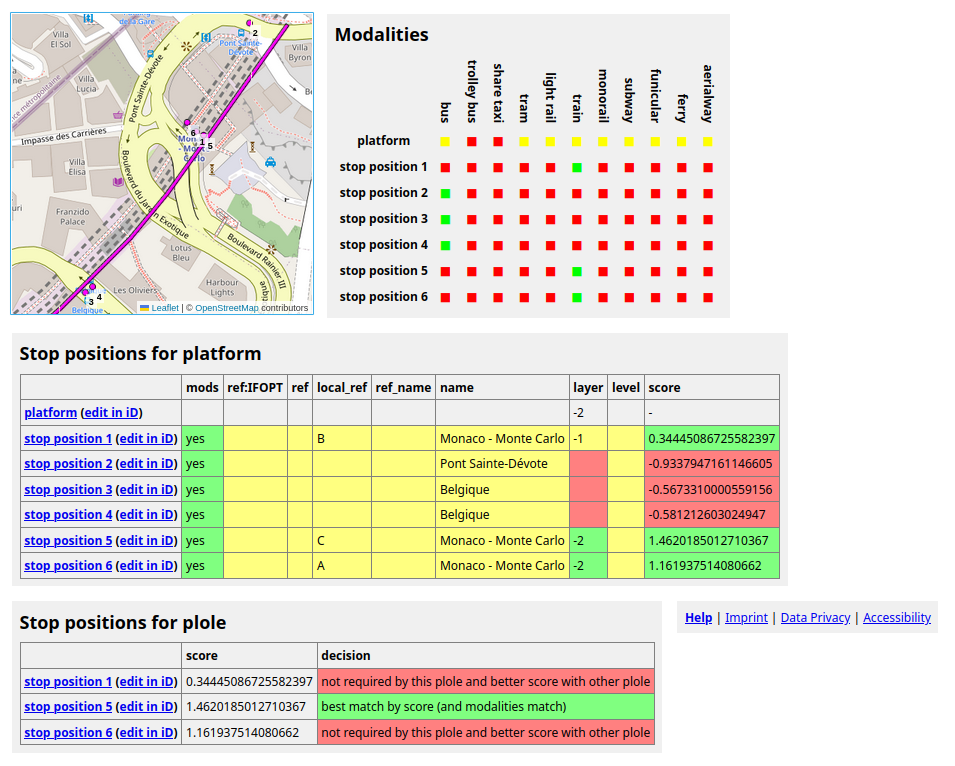 Villa
El Sol
de la Gare
Pont Sainte-
Dévote
2
Villa
Byron
Pont Sainte-Dévote
Villa
Lucia
ce métropolitaine)
Impasse des Carrières
6
Mon
- Mont
Carlo
1
5
Villa
Elisa
Boulevard du Jardin Exotique
uri
Franzido
Palace
Lotus
Bleu
Boulevard Rainier III
Les Oliviers
Harbour
Lights
3
4
Belgique
Leaflet | © OpenStreetMap contributors
Modalities
bus
trolley bus
share taxi
tram
light rail
train
monorail
subway
funicular
ferry
aerialway
platform
stop position 1
stop position 2
stop position 3
stop position 4
stop position 5
stop position 6
Stop positions for platform
mods ref:IFOPT ref local_ref ref_name name layer level score
platform (edit in iD) -2 -
stop position 1 (edit in iD) yes B Monaco - Monte Carlo -1 0.34445086725582397
stop position 2 (edit in iD) yes Pont Sainte-Dévote -0.9337947161146605
stop position 3 (edit in iD) yes Belgique -0.5673310000559156
stop position 4 (edit in iD) yes Belgique -0.581212603024947
stop position 5 (edit in iD) yes C Monaco - Monte Carlo -2 1.4620185012710367
stop position 6 (edit in iD) yes A Monaco - Monte Carlo -2 1.161937514080662
Stop positions for plole
score decision
stop position 1 (edit in iD) 0.34445086725582397 not required by this plole and better score with other plole
stop position 5 (edit in iD) 1.4620185012710367 best match by score (and modalities match)
stop position 6 (edit in iD) 1.161937514080662 not required by this plole and better score with other plole
Help | Imprint | Data Privacy | Accessibility